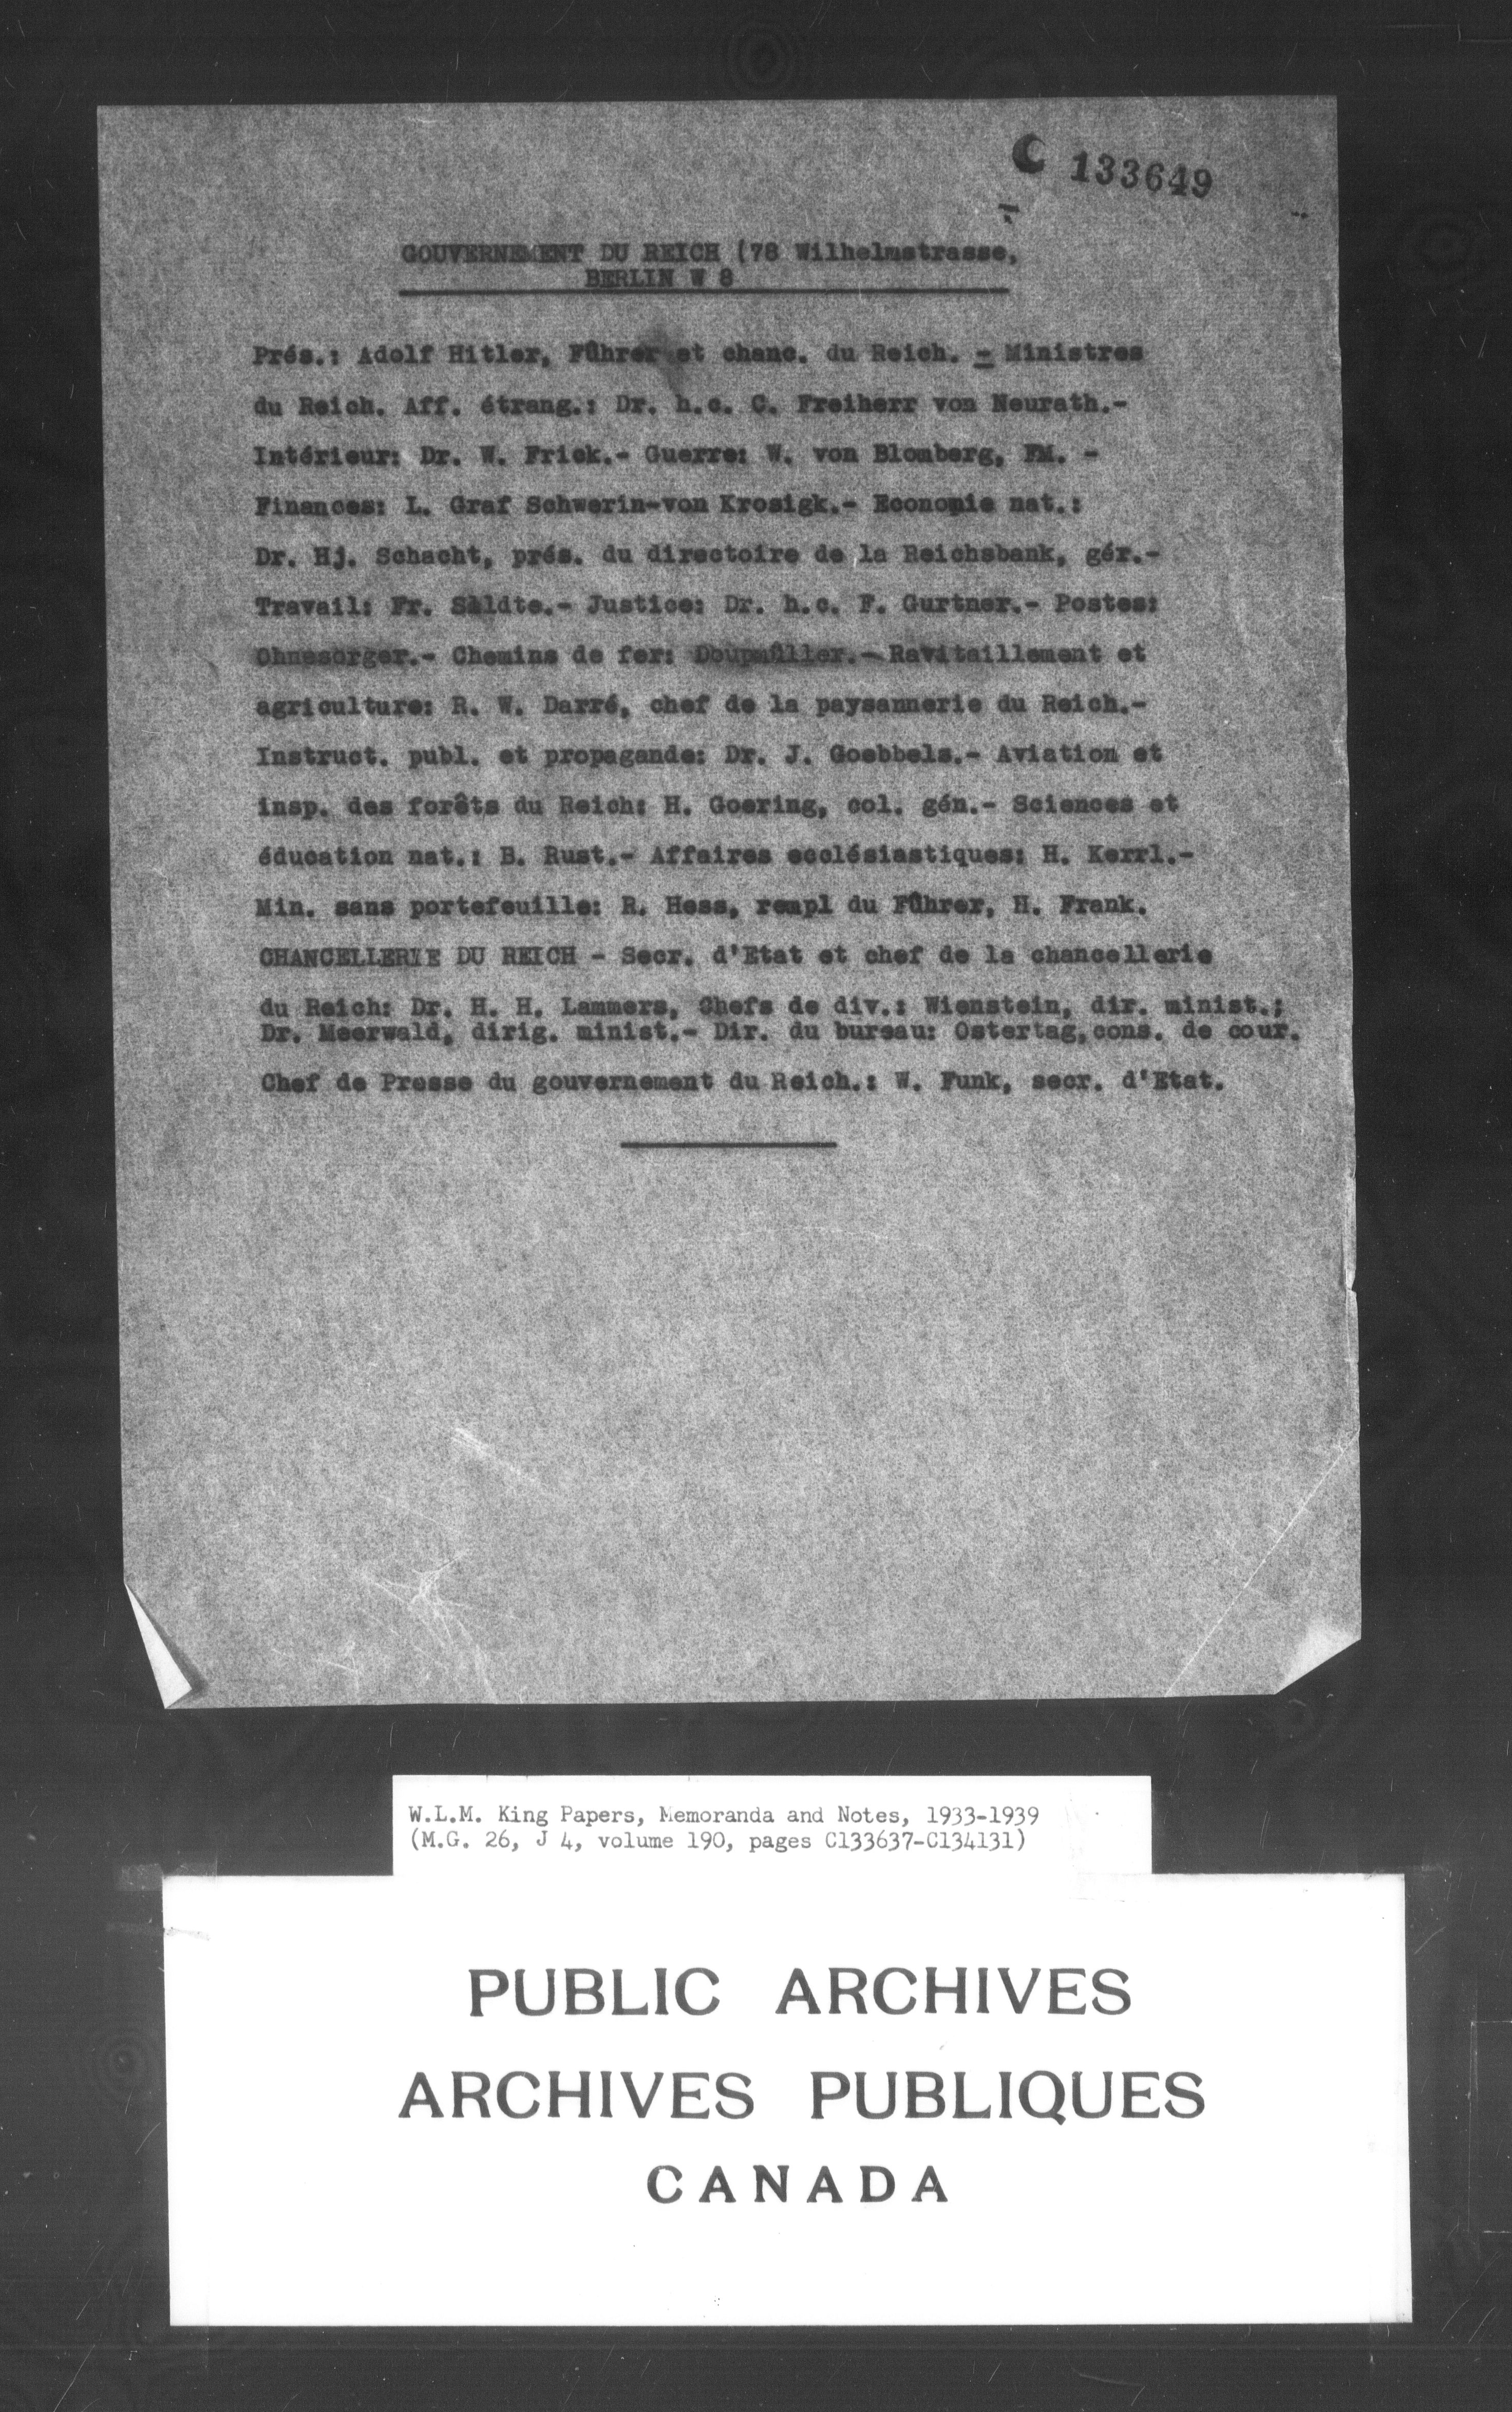 C 133649
GOUVERNEMENT DU REICH (78 Wilhelmstrasse,
BERLIN W 8
Prés.: Adolf Hitler, Führer et chanc. du Reich. - Ministres
du Reich. Aff. étrang.: Dr. h.c. C. Freiherr von Neurath.-
Intérieur: Dr. W. Frick.- Guerre: W. von Blomberg, FM. -
Finances: L. Graf Schwerin-von Krosigk.- Economie nat.:
Dr. Hj. Schacht, prés. du directoire de la Reichsbank, gér.-
Travail: Fr. Säldte.- Justice: Dr. h.c. F. Gurtner.- Postes:
Ohnesorger.- Chemins de fer: Doupmüller.- Ravitaillement et
agriculture: R. W. Darré, chef de la paysannerie du Reich.-
Instruct. publ. et propagande: Dr. J. Goebbels.- Aviation et
insp. des forêts du Reich: H. Goering, col. gén.- Sciences et
éducation nat.: B. Rust.- Affaires ecclésiastiques: H. Kerrl.-
Min. sans portefeuille: R. Hess, rempl du Führer, H. Frank.
CHANCELLERIE DU REICH - Secr. d'Etat et chef de la chancellerie
du Reich: Dr. H. H. Lammers, Chefs de div.: Wienstein, dir. minist.;
Dr. Meerwald, dirig. minist.- Dir. du bureau: Ostertag,cons. de cour.
Chef de Presse du gouvernement du Reich.: W. Funk, secr. d'Etat.
W.L.M. King Papers, Memoranda and Notes, 1933-1939
(M.G. 26, J 4, volume 190, pages C133637-C134131)
PUBLIC ARCHIVES
ARCHIVES PUBLIQUES
CANADA